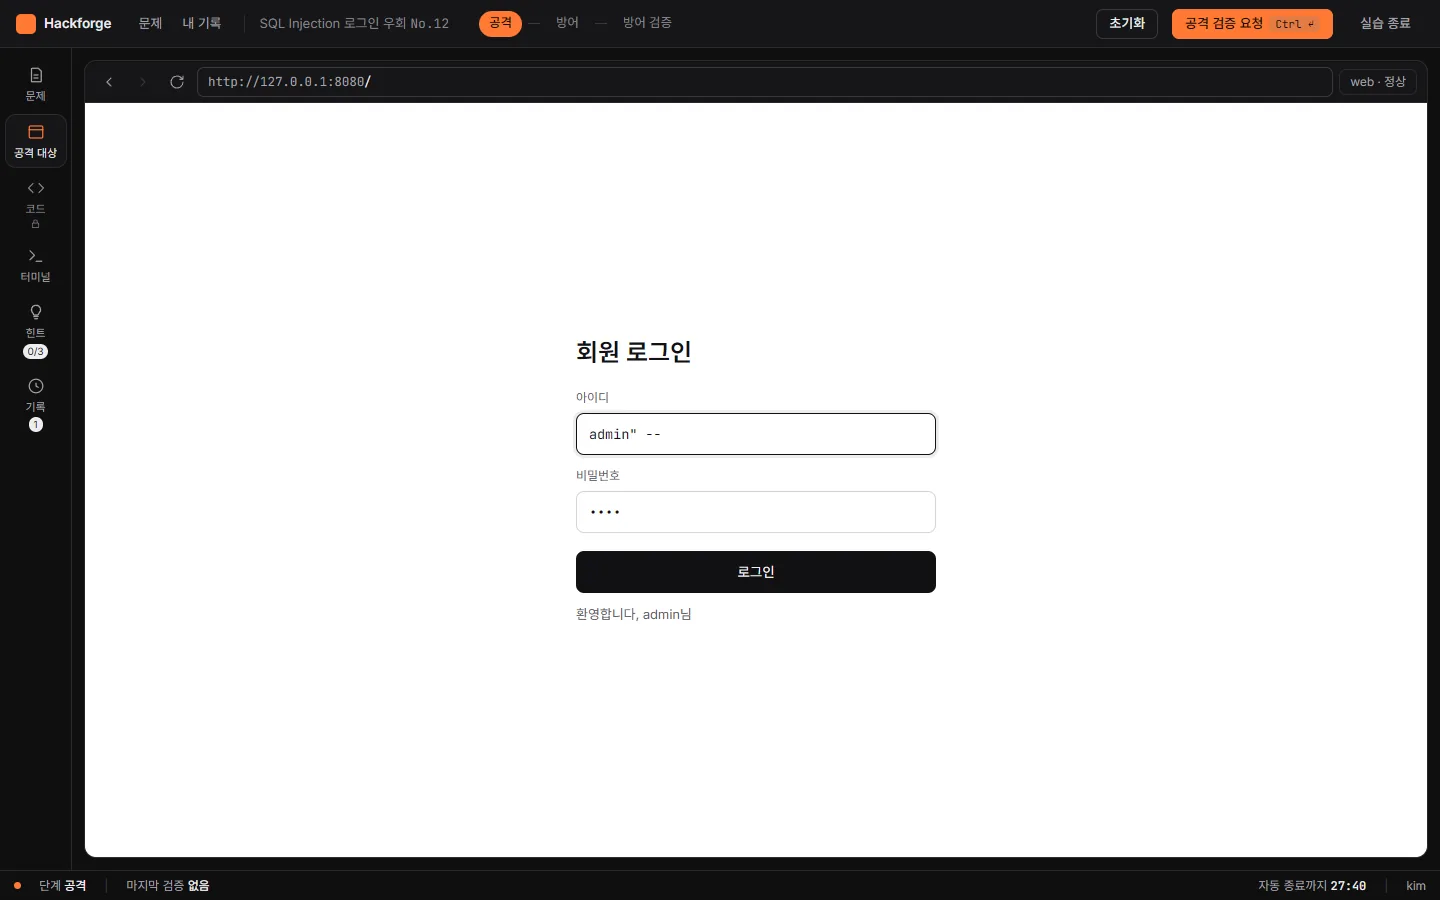 Hackforge 문제 내 기록 SQL Injection 로그인 우회 No.12 공격 방어 방어 검증 초기화 공격 검증 요청 Ctrl ↵ 실습 종료
http://127.0.0.1:8080/ web · 정상
문제
공격 대상
코드
터미널
힌트
0/3
기록
1
회원 로그인
아이디
admin" --
비밀번호
••••
로그인
환영합니다, admin님
단계 공격 마지막 검증 없음 자동 종료까지 27:40 kim